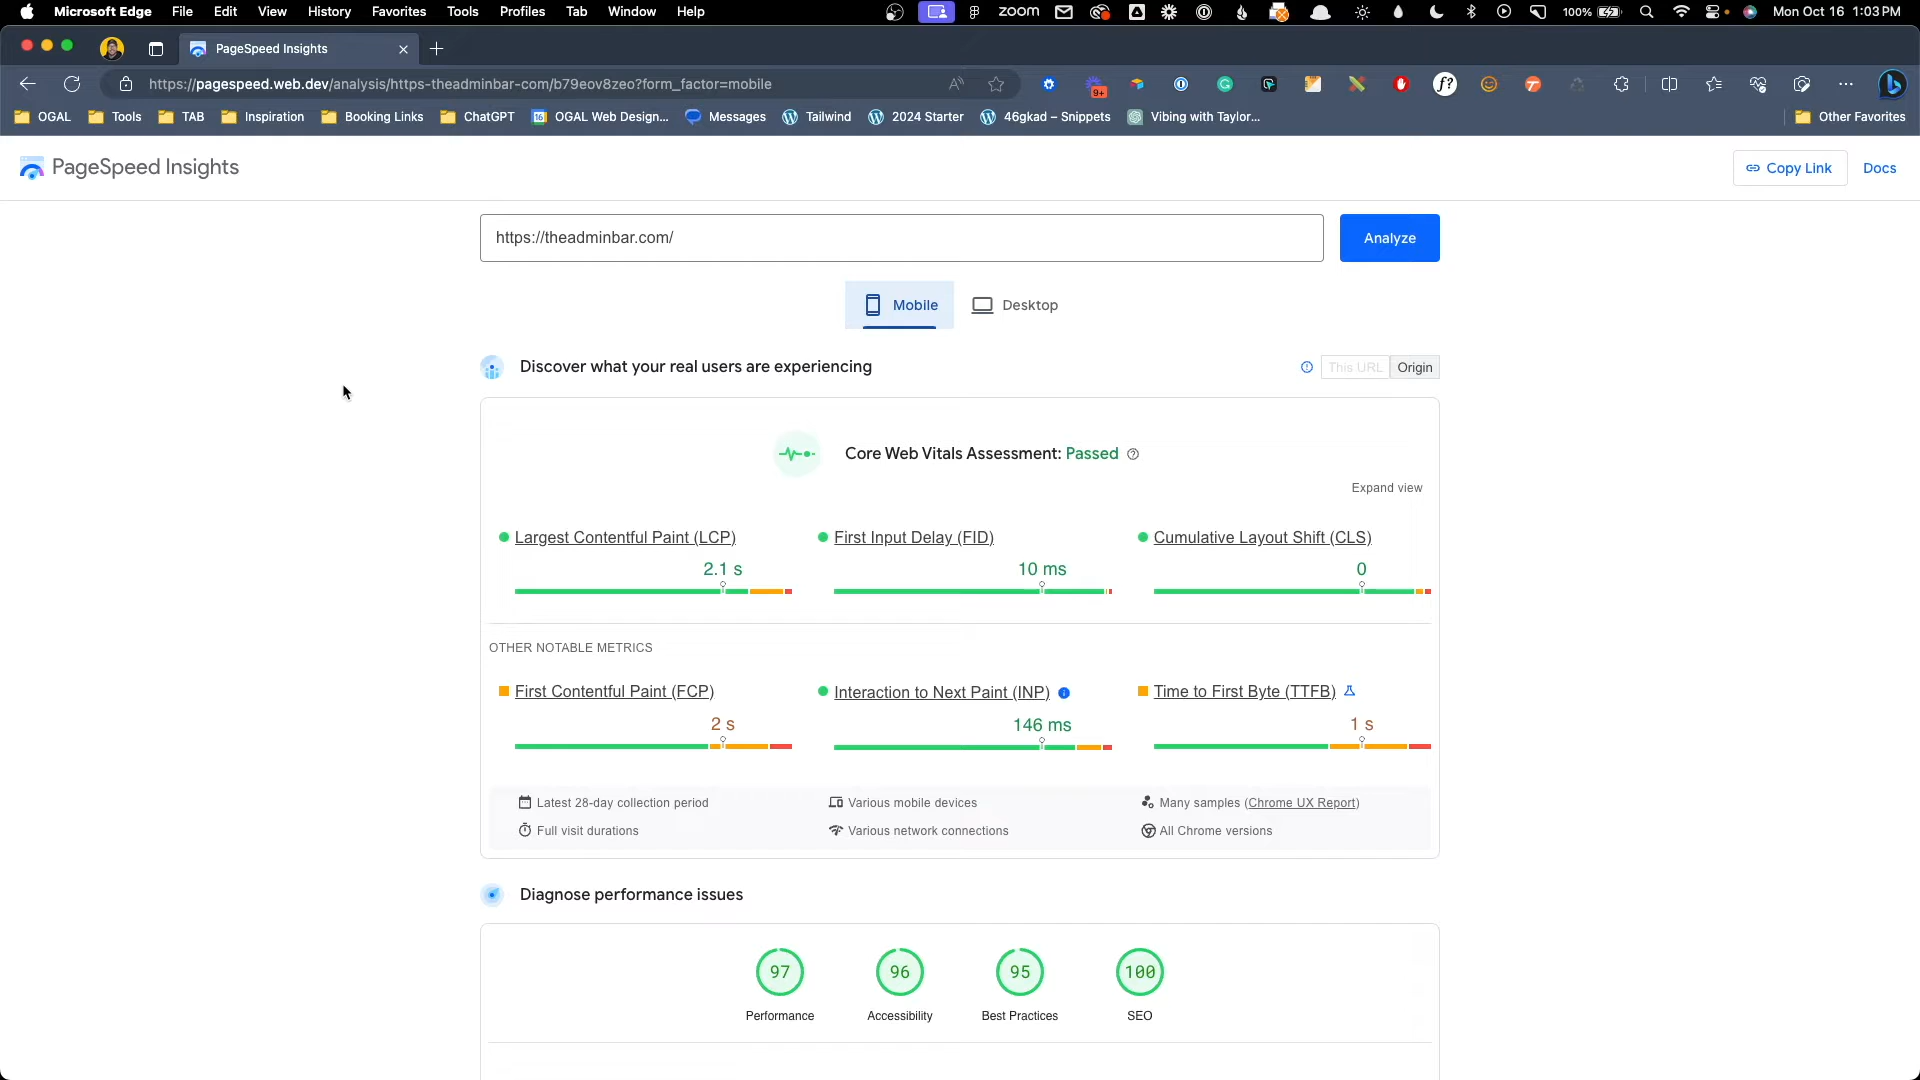 Microsoft Edge File Edit View History Favorites Tools Profiles Tab Window Help zoom 100% Mon Oct 16 1:03 PM
PageSpeed Insights
https://pagespeed.web.dev/analysis/https-theadminbar-com/b79eov8zeo?form_factor=mobile 9+ f?
OGAL Tools TAB Inspiration Booking Links ChatGPT OGAL Web Design... Messages Tailwind 2024 Starter 46gkad – Snippets Vibing with Taylor... Other Favorites
PageSpeed Insights Copy Link Docs
https://theadminbar.com/ Analyze
Mobile Desktop
Discover what your real users are experiencing This URL Origin
Core Web Vitals Assessment: Passed
Expand view
Largest Contentful Paint (LCP) First Input Delay (FID) Cumulative Layout Shift (CLS)
2.1 s 10 ms 0
OTHER NOTABLE METRICS
First Contentful Paint (FCP) Interaction to Next Paint (INP) Time to First Byte (TTFB)
2 s 146 ms 1 s
Latest 28-day collection period Various mobile devices Many samples (Chrome UX Report)
Full visit durations Various network connections All Chrome versions
Diagnose performance issues
97 96 95 100
Performance Accessibility Best Practices SEO